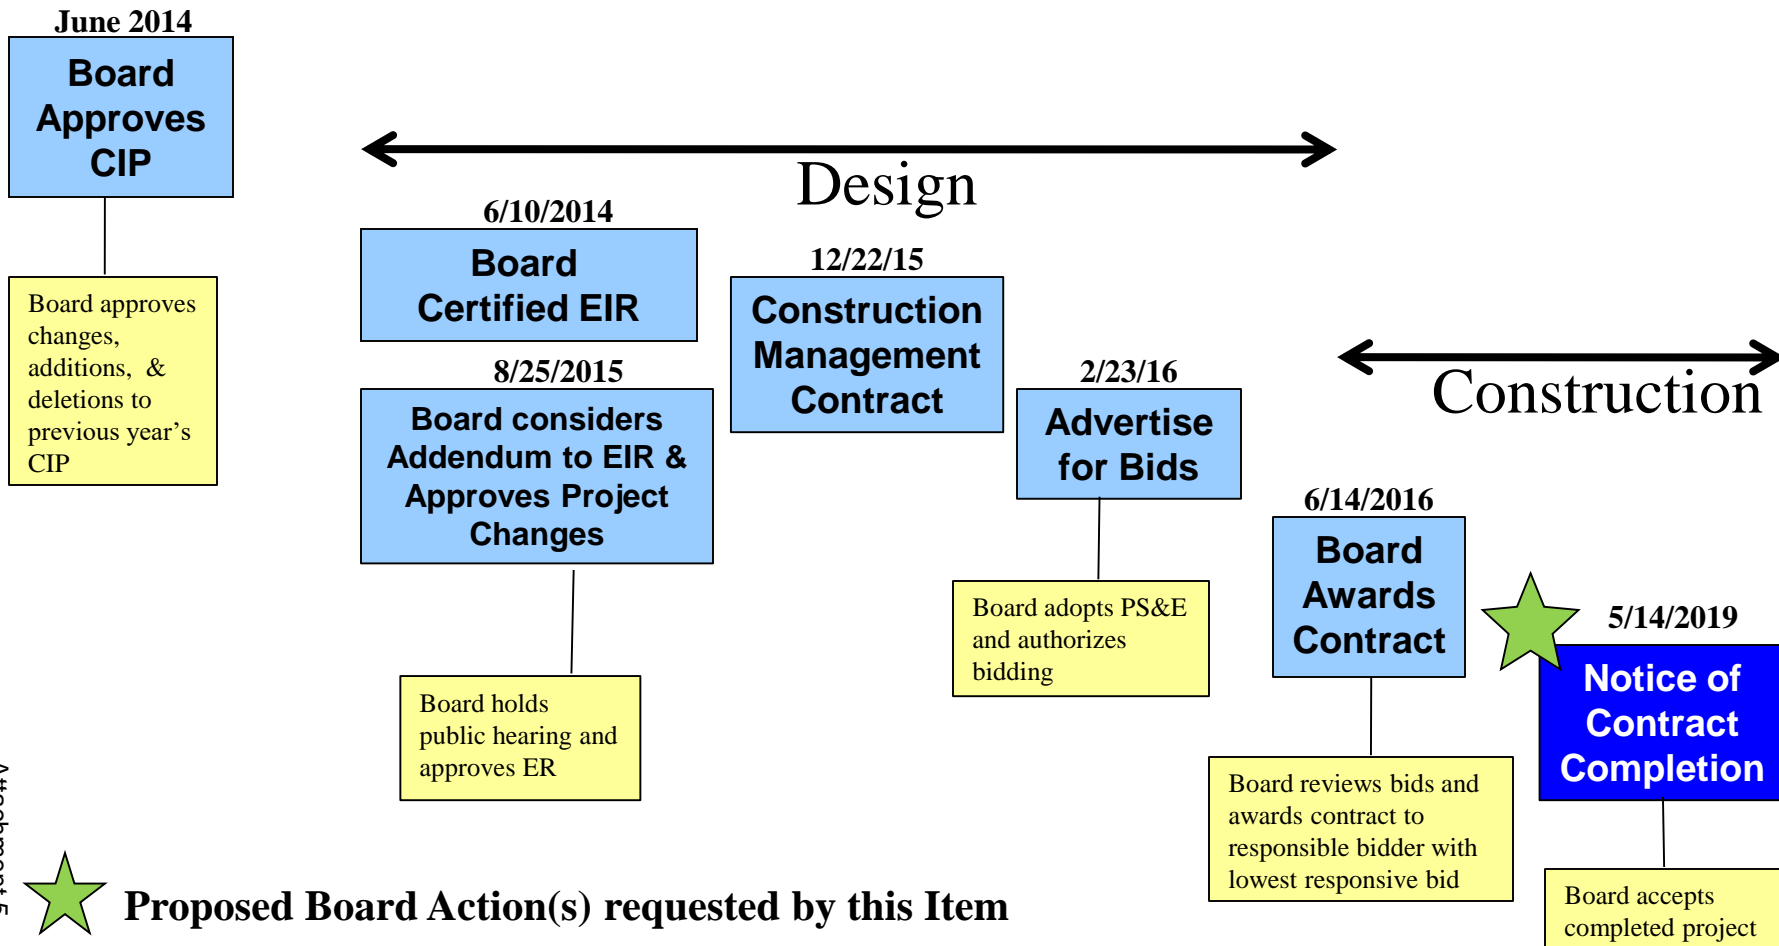 June 2014
Board
Approves
CIP
Board approves
changes,
additions, &
deletions to
previous year's
CIP
Design
6/10/2014
Board
Certified EIR
8/25/2015
Board considers
Addendum to EIR &
Approves Project
Changes
Board holds
public hearing and
approves ER
12/22/15
Construction
Management
Contract
2/23/16
Advertise
for Bids
Board adopts PS&E
and authorizes
bidding
Construction
6/14/2016
Board
Awards
Contract
Board reviews bids and
awards contract to
responsible bidder with
lowest responsive bid
5/14/2019
Notice of
Contract
Completion
Board accepts
completed project
Attachment 5
Proposed Board Action(s) requested by this Item